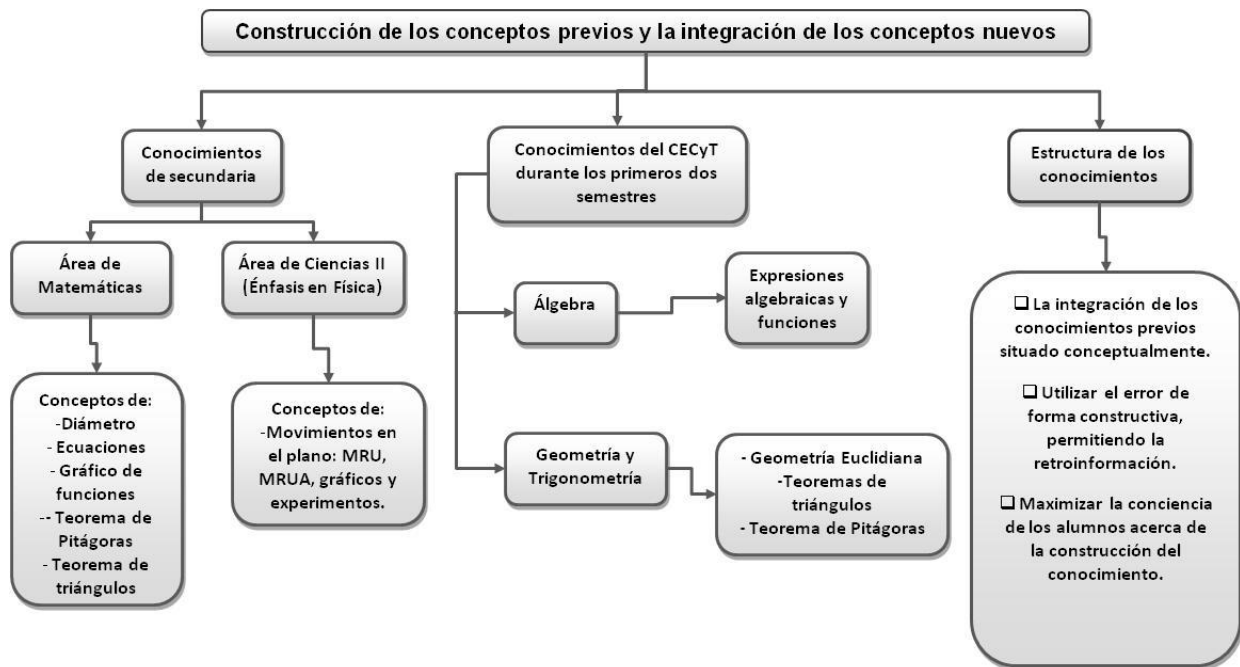 Construcción de los conceptos previos y la integración de los conceptos nuevos
Conocimientos
de secundaria
Conocimientos del CECyT
durante los primeros dos
semestres
Estructura de los
conocimientos
Área de
Matemáticas
Área de Ciencias II
(Énfasis en Física)
Álgebra
Expresiones
algebraicas y
funciones
Conceptos de:
-Diámetro
- Ecuaciones
- Gráfico de
funciones
-- Teorema de
Pitágoras
- Teorema de
triángulos
Conceptos de:
-Movimientos en
el plano: MRU,
MRUA, gráficos y
experimentos.
Geometría y
Trigonometría
- Geometría Euclidiana
-Teoremas de
triángulos
- Teorema de Pitágoras
❑ La integración de los
conocimientos previos
situado conceptualmente.
❑ Utilizar el error de
forma constructiva,
permitiendo la
retroinformación.
❑ Maximizar la conciencia
de los alumnos acerca de
la construcción del
conocimiento.